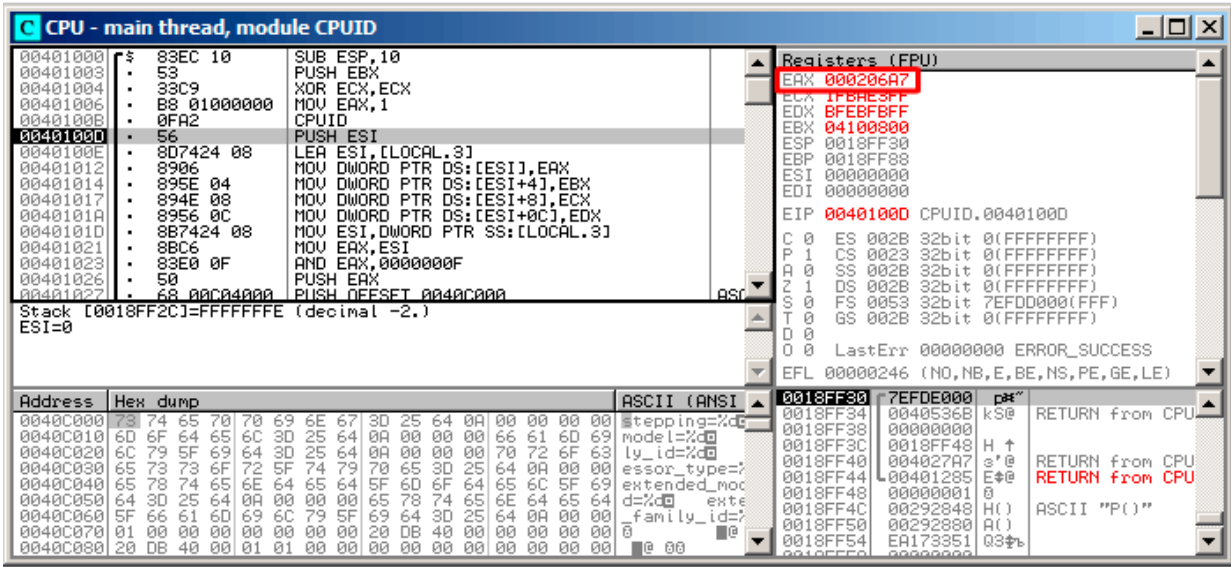 C CPU - main thread, module CPUID
00401000 $ 83EC 10 SUB ESP,10
00401003 . 53 PUSH EBX
00401004 . 33C9 XOR ECX,ECX
00401006 . B8 01000000 MOV EAX,1
0040100B . 0FA2 CPUID
0040100D . 56 PUSH ESI
0040100E . 8D7424 08 LEA ESI,[LOCAL.3]
00401012 . 8906 MOV DWORD PTR DS:[ESI],EAX
00401014 . 895E 04 MOV DWORD PTR DS:[ESI+4],EBX
00401017 . 894E 08 MOV DWORD PTR DS:[ESI+8],ECX
0040101A . 8956 0C MOV DWORD PTR DS:[ESI+0C],EDX
0040101D . 8B7424 08 MOV ESI,DWORD PTR SS:[LOCAL.3]
00401021 . 8BC6 MOV EAX,ESI
00401023 . 83E0 0F AND EAX,0000000F
00401026 . 50 PUSH EAX
00401027 . 68 00C04000 PUSH OFFSET 0040C000 ASC
Stack [0018FF2C]=FFFFFFFE (decimal -2.)
ESI=0
Registers (FPU)
EAX 000206A7
ECX 1FBAE3FF
EDX BFEBFBFF
EBX 04100800
ESP 0018FF30
EBP 0018FF88
ESI 00000000
EDI 00000000
EIP 0040100D CPUID.0040100D
C 0 ES 002B 32bit 0(FFFFFFFF)
P 1 CS 0023 32bit 0(FFFFFFFF)
A 0 SS 002B 32bit 0(FFFFFFFF)
Z 1 DS 002B 32bit 0(FFFFFFFF)
S 0 FS 0053 32bit 7EFDD000(FFF)
T 0 GS 002B 32bit 0(FFFFFFFF)
D 0
O 0 LastErr 00000000 ERROR_SUCCESS
EFL 00000246 (NO,NB,E,BE,NS,PE,GE,LE)
Address Hex dump ASCII (ANSI
0040C000 73 74 65 70 70 69 6E 67 3D 25 64 0A 00 00 00 00 stepping=%d
0040C010 6D 6F 64 65 6C 3D 25 64 0A 00 00 00 66 61 6D 69 model=%d fami
0040C020 6C 79 5F 69 64 3D 25 64 0A 00 00 00 70 72 6F 63 ly_id=%d
0040C030 65 73 73 6F 72 5F 74 79 70 65 3D 25 64 0A 00 00 essor_type=%
0040C040 65 78 74 65 6E 64 65 64 5F 6D 6F 64 65 6C 5F 69 extended_mod
0040C050 64 3D 25 64 0A 00 00 00 65 78 74 65 6E 64 65 64 d=%d exte
0040C060 5F 66 61 6D 69 6C 79 5F 69 64 3D 25 64 0A 00 00 _family_id=%
0040C070 01 00 00 00 00 00 00 00 20 DB 40 00 00 00 00 00
0040C080 20 DB 40 00 01 01 00 00 00 00 00 00 00 00 00 00
0018FF30 7EFDE000
0018FF34 0040536B kS@ RETURN from CPU
0018FF38 00000000
0018FF3C 0018FF48 H ↑
0018FF40 004027A7 @ RETURN from CPU
0018FF44 00401285 @ RETURN from CPU
0018FF48 00000001
0018FF4C 00292848 H() ASCII "P()"
0018FF50 00292880 A()
0018FF54 EA173351 Q3